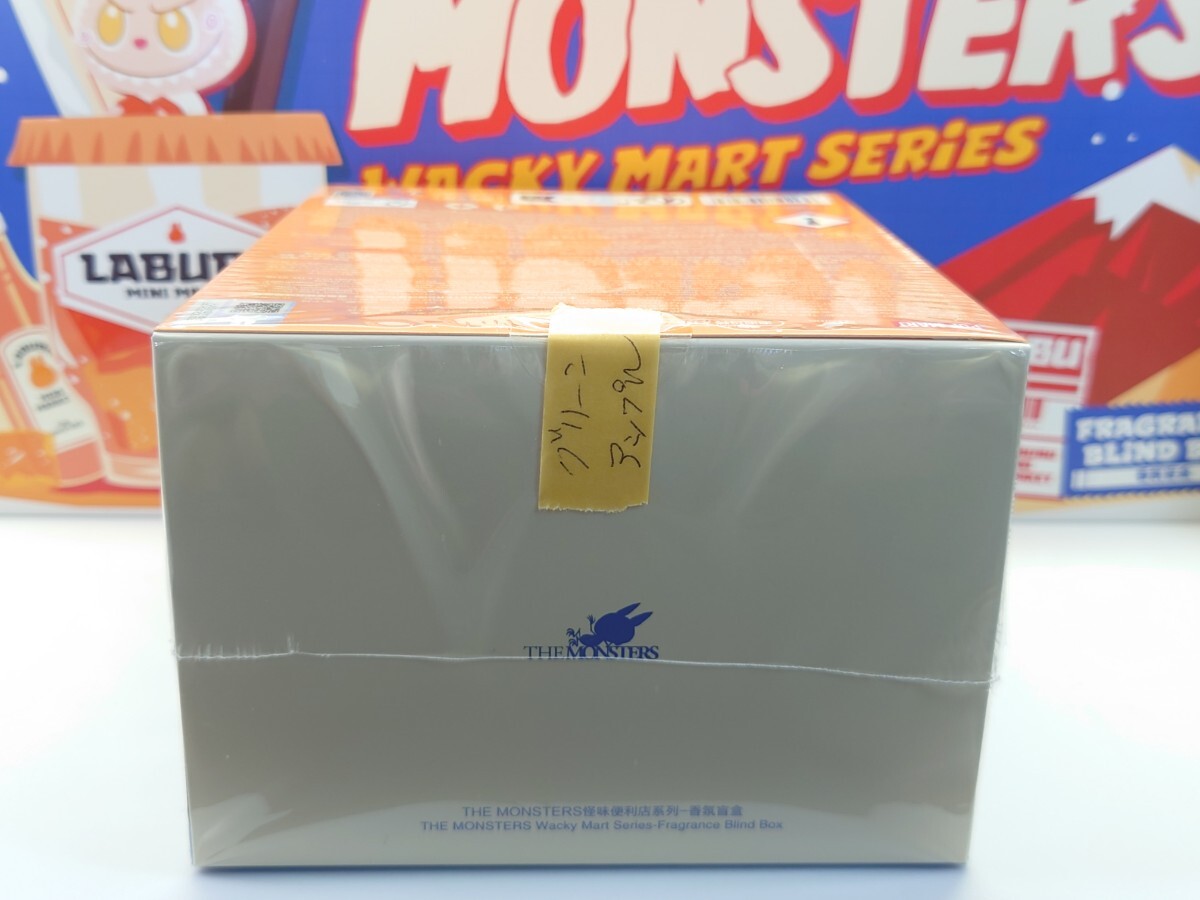 MONSTERS
WACKY MART SERIES
LABU
MINI M
BU
FRAGRA
BLIND B
グリーン
アップル
THE MONSTERS
THE MONSTERS怪味便利店系列-香氛盲盒
THE MONSTERS Wacky Mart Series-Fragrance Blind Box